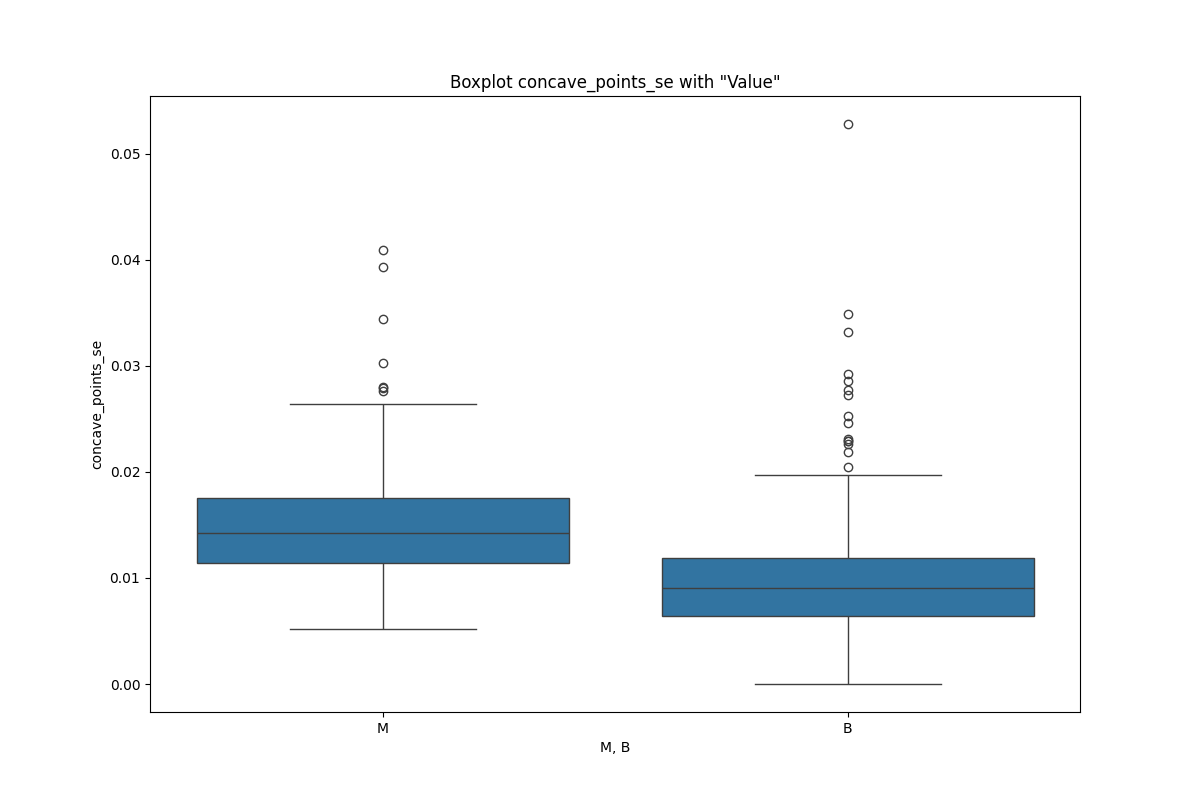 Boxplot concave_points_se with "Value"
concave_points_se
0.05
0.04
0.03
0.02
0.01
0.00
M
B
M, B